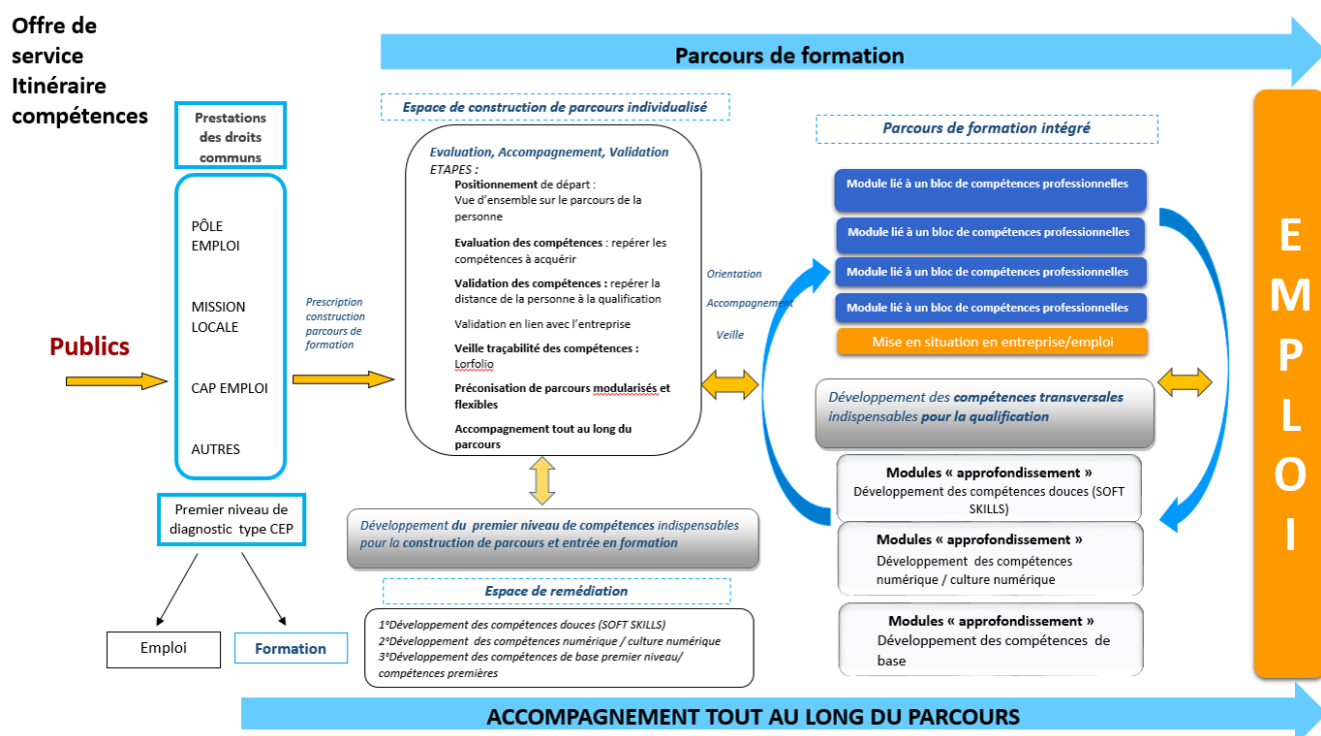 Offre de
service
Itinéraire
compétences
Parcours de formation
Prestations
des droits
communs
PÔLE
EMPLOI
MISSION
LOCALE
CAP EMPLOI
AUTRES
Publics
Premier niveau de
diagnostic type CEP
Emploi
Formation
Prescription
construction
parcours de
formation
Espace de construction de parcours individualisé
Evaluation, Accompagnement, Validation
ETAPES :
Positionnement de départ :
Vue d'ensemble sur le parcours de la
personne
Evaluation des compétences : repérer les
compétences à acquérir
Validation des compétences : repérer la
distance de la personne à la qualification
Validation en lien avec l'entreprise
Veille traçabilité des compétences :
Lorfolio
Préconisation de parcours modularisés et
flexibles
Accompagnement tout au long du
parcours
Développement du premier niveau de compétences indispensables
pour la construction de parcours et entrée en formation
Espace de remédiation
1°Développement des compétences douces (SOFT SKILLS)
2°Développement des compétences numérique / culture numérique
3°Développement des compétences de base premier niveau/
compétences premières
Orientation
Accompagnement
Veille
Parcours de formation intégré
Module lié à un bloc de compétences professionnelles
Module lié à un bloc de compétences professionnelles
Module lié à un bloc de compétences professionnelles
Module lié à un bloc de compétences professionnelles
Mise en situation en entreprise/emploi
Développement des compétences transversales
indispensables pour la qualification
Modules « approfondissement »
Développement des compétences douces (SOFT
SKILLS)
Modules « approfondissement »
Développement des compétences
numérique / culture numérique
Modules « approfondissement »
Développement des compétences de
base
EMPLOI
ACCOMPAGNEMENT TOUT AU LONG DU PARCOURS